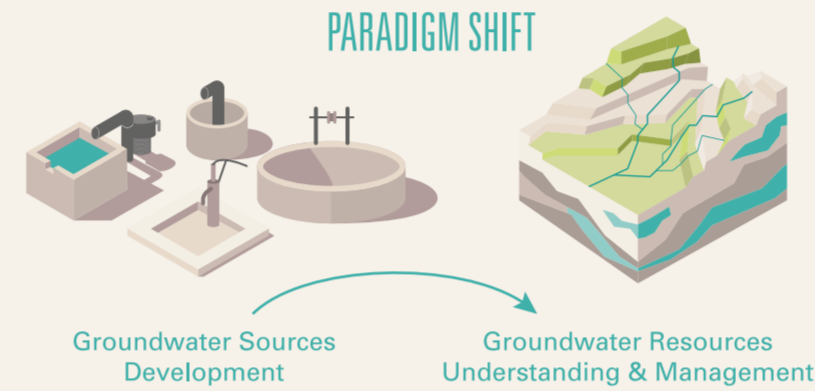 PARADIGM SHIFT
Groundwater Sources
Development
Groundwater Resources
Understanding & Management